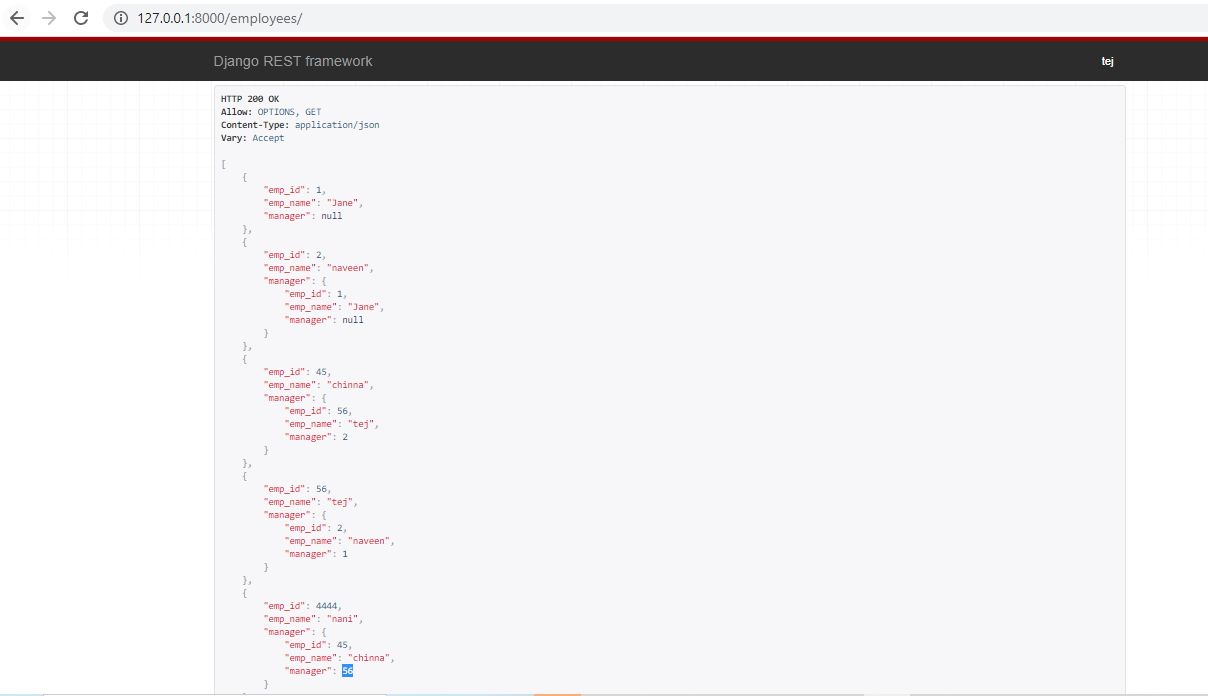 127.0.0.1:8000/employees/
Django REST framework tej
HTTP 200 OK
Allow: OPTIONS, GET
Content-Type: application/json
Vary: Accept
[
    {
        "emp_id": 1,
        "emp_name": "Jane",
        "manager": null
    },
    {
        "emp_id": 2,
        "emp_name": "naveen",
        "manager": {
            "emp_id": 1,
            "emp_name": "Jane",
            "manager": null
        }
    },
    {
        "emp_id": 45,
        "emp_name": "chinna",
        "manager": {
            "emp_id": 56,
            "emp_name": "tej",
            "manager": 2
        }
    },
    {
        "emp_id": 56,
        "emp_name": "tej",
        "manager": {
            "emp_id": 2,
            "emp_name": "naveen",
            "manager": 1
        }
    },
    {
        "emp_id": 4444,
        "emp_name": "nani",
        "manager": {
            "emp_id": 45,
            "emp_name": "chinna",
            "manager": 56
        }